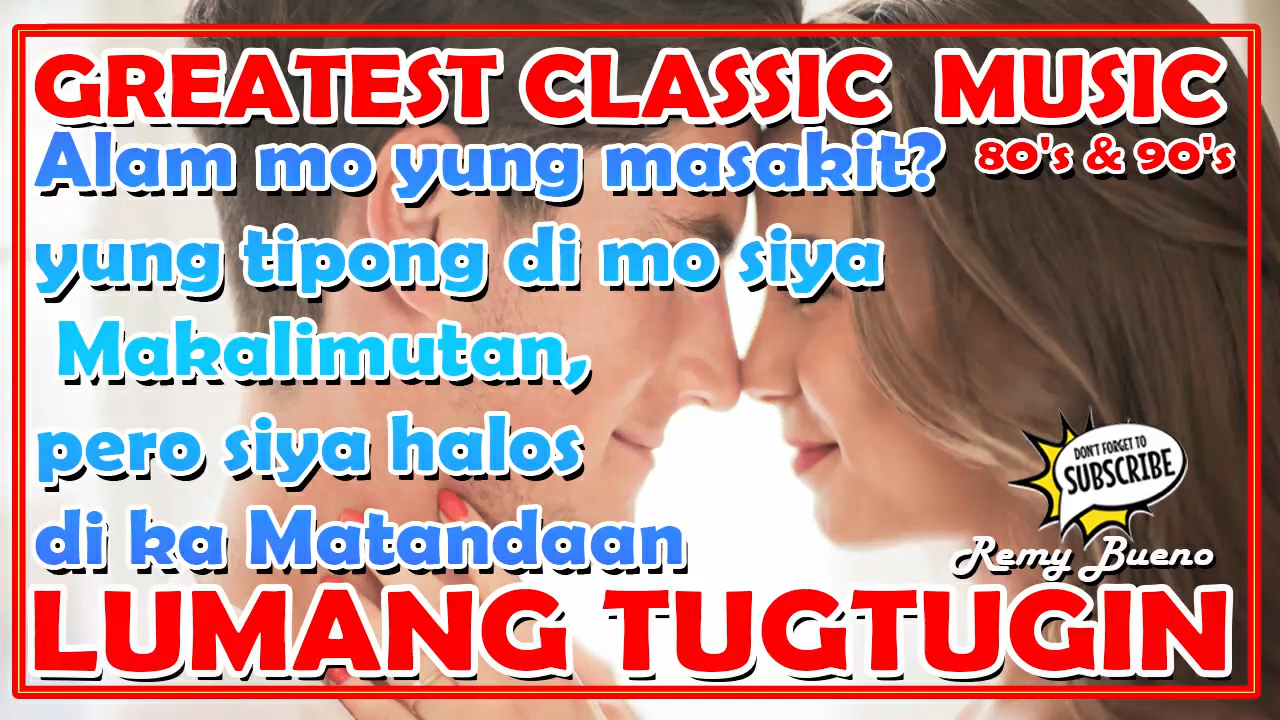 GREATEST CLASSIC MUSIC
80's & 90's
Alam mo yung masakit?
yung tipong di mo siya
Makalimutan,
pero siya halos
di ka Matandaan
DON'T FORGET TO
SUBSCRIBE
Remy Bueno
LUMANG TUGTUGIN